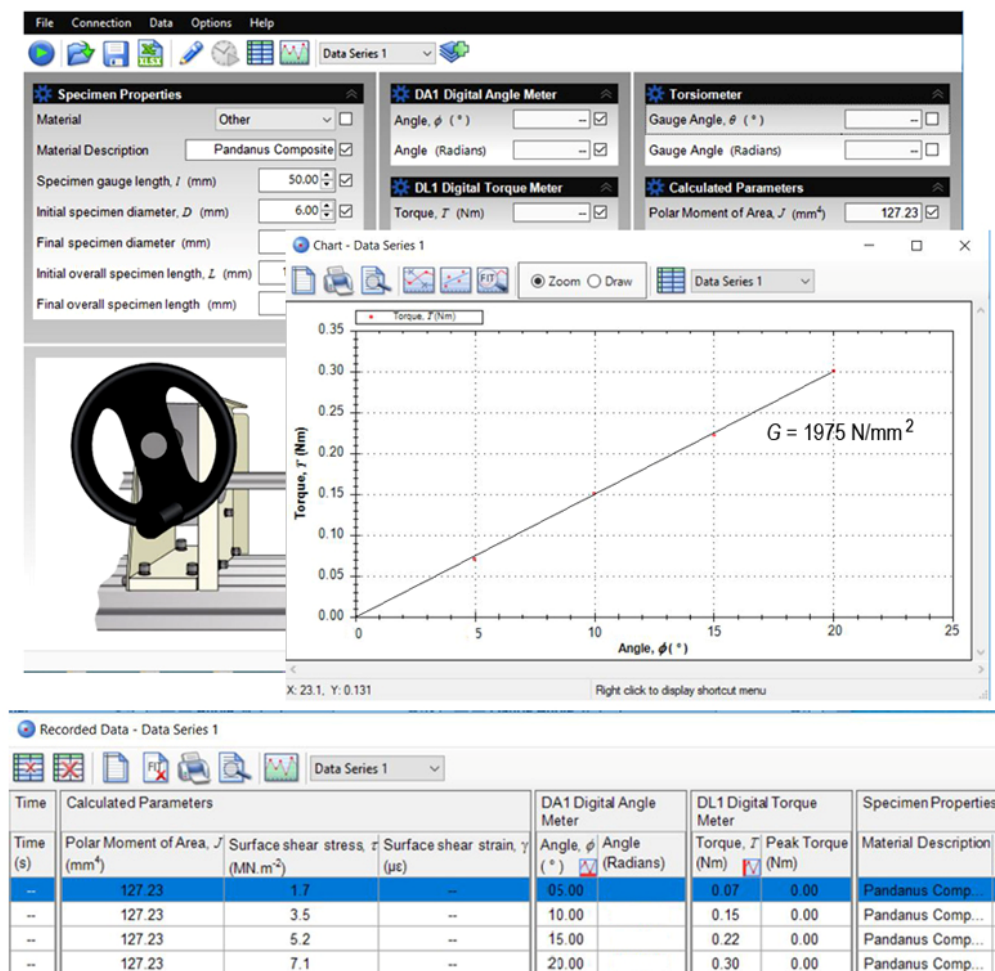 File Connection Data Options Help
XLSX Data Series 1
Specimen Properties
Material Other
Material Description Pandanus Composite
Specimen gauge length, l (mm) 50.00
Initial specimen diameter, D (mm) 6.00
Final specimen diameter (mm)
Initial overall specimen length, L (mm) 1
Final overall specimen length (mm)
DA1 Digital Angle Meter
Angle, ϕ (°) --
Angle (Radians) --
DL1 Digital Torque Meter
Torque, T (Nm) --
Torsiometer
Gauge Angle, θ (°) --
Gauge Angle (Radians) --
Calculated Parameters
Polar Moment of Area, J (mm⁴) 127.23
Chart - Data Series 1
FIT Zoom Draw Data Series 1
Torque, T (Nm)
0.35
0.30
0.25
0.20
0.15
0.10
0.05
0.00
Torque, T (Nm)
G = 1975 N/mm²
0 5 10 15 20 25
Angle, ϕ (°)
X: 23.1, Y: 0.131 Right click to display shortcut menu
Recorded Data - Data Series 1
FIT Data Series 1
Time Calculated Parameters DA1 Digital Angle Meter DL1 Digital Torque Meter Specimen Properties
Time (s) Polar Moment of Area, J (mm⁴) Surface shear stress, τ (MN.m⁻²) Surface shear strain, γ (με) Angle, ϕ (°) Angle (Radians) Torque, T (Nm) Peak Torque (Nm) Material Description
-- 127.23 1.7 -- 05.00 0.07 0.00 Pandanus Comp...
-- 127.23 3.5 -- 10.00 0.15 0.00 Pandanus Comp...
-- 127.23 5.2 -- 15.00 0.22 0.00 Pandanus Comp...
-- 127.23 7.1 -- 20.00 0.30 0.00 Pandanus Comp...